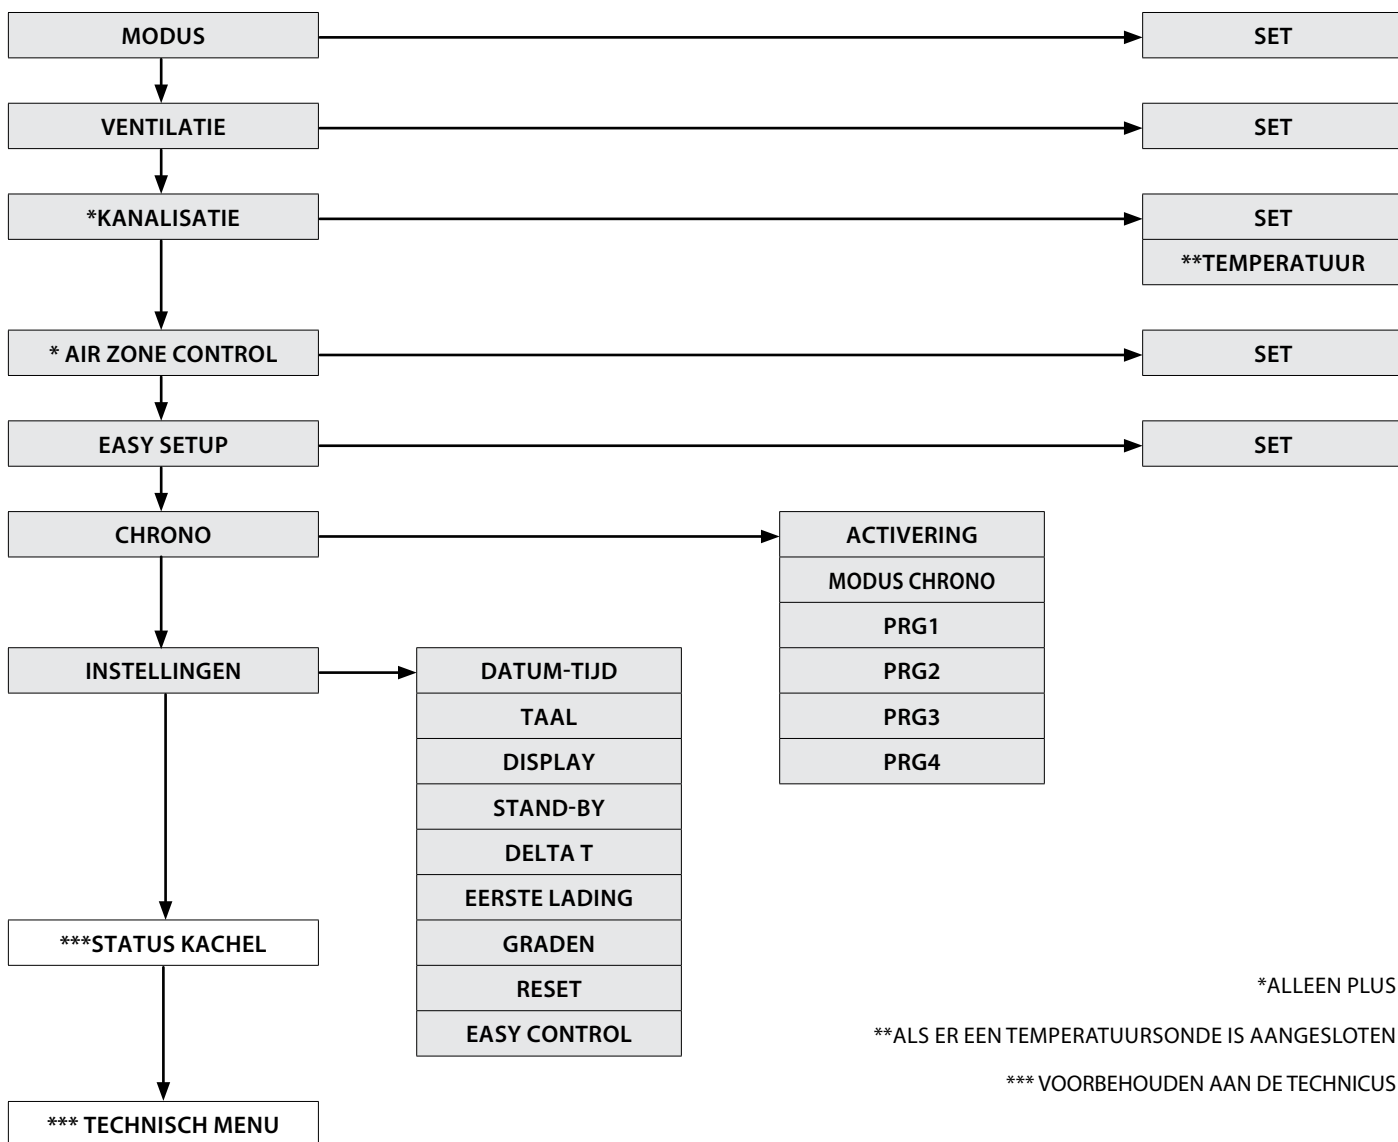 MODUS
SET
VENTILATIE
SET
*KANALISATIE
SET
**TEMPERATUUR
* AIR ZONE CONTROL
SET
EASY SETUP
SET
CHRONO
ACTIVERING
MODUS CHRONO
PRG1
PRG2
PRG3
PRG4
INSTELLINGEN
DATUM-TIJD
TAAL
DISPLAY
STAND-BY
DELTA T
EERSTE LADING
GRADEN
RESET
EASY CONTROL
***STATUS KACHEL
*** TECHNISCH MENU
*ALLEEN PLUS
**ALS ER EEN TEMPERATUURSONDE IS AANGESLOTEN
*** VOORBEHOUDEN AAN DE TECHNICUS